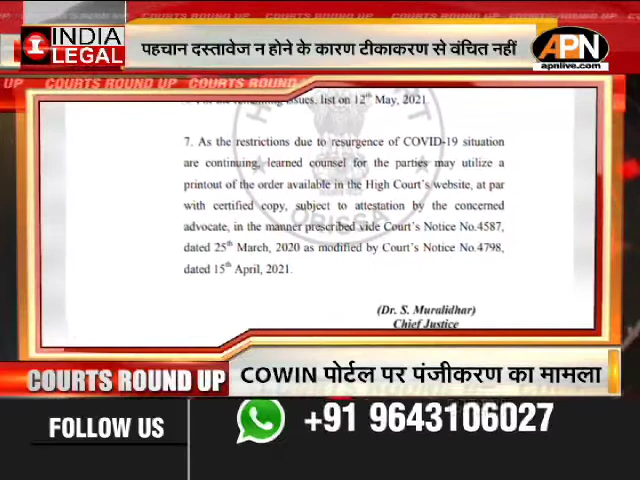 INDIA
LEGAL
पहचान दस्तावेज न होने के कारण टीकाकरण से वंचित नहीं
APN
apnlive.com
COURTS ROUND UP
issues, list on 12th May, 2021.
7. As the restrictions due to resurgence of COVID-19 situation
are continuing, learned counsel for the parties may utilize a
printout of the order available in the High Court's website, at par
with certified copy, subject to attestation by the concerned
advocate, in the manner prescribed vide Court's Notice No.4587,
dated 25th March, 2020 as modified by Court's Notice No.4798,
dated 15th April, 2021.
ORISSA
(Dr. S. Muralidhar)
Chief Justice
COURTS ROUND UP
COWIN पोर्टल पर पंजीकरण का मामला
FOLLOW US
+91 9643106027